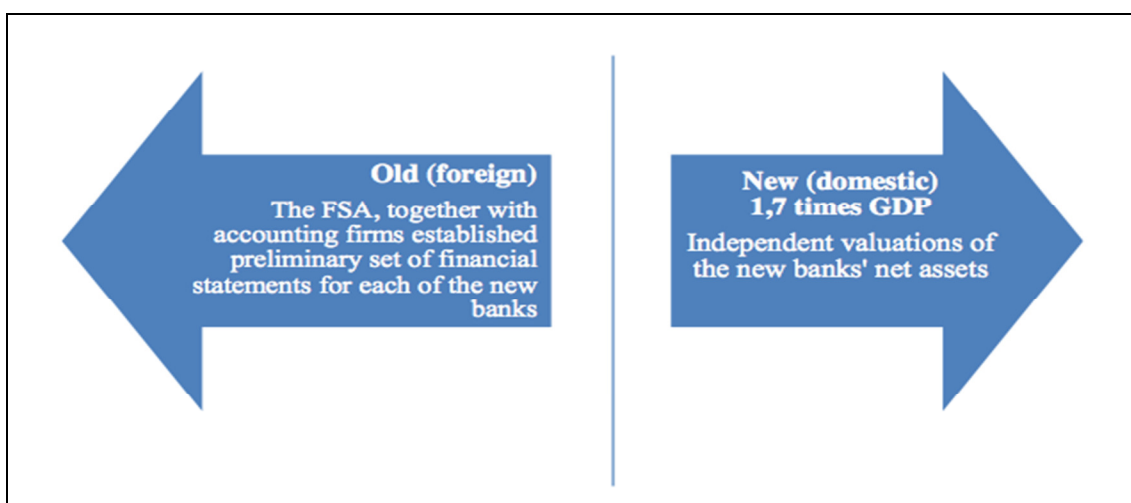 Old (foreign)
The FSA, together with
accounting firms established
preliminary set of financial
statements for each of the new
banks
New (domestic)
1,7 times GDP
Independent valuations of
the new banks' net assets